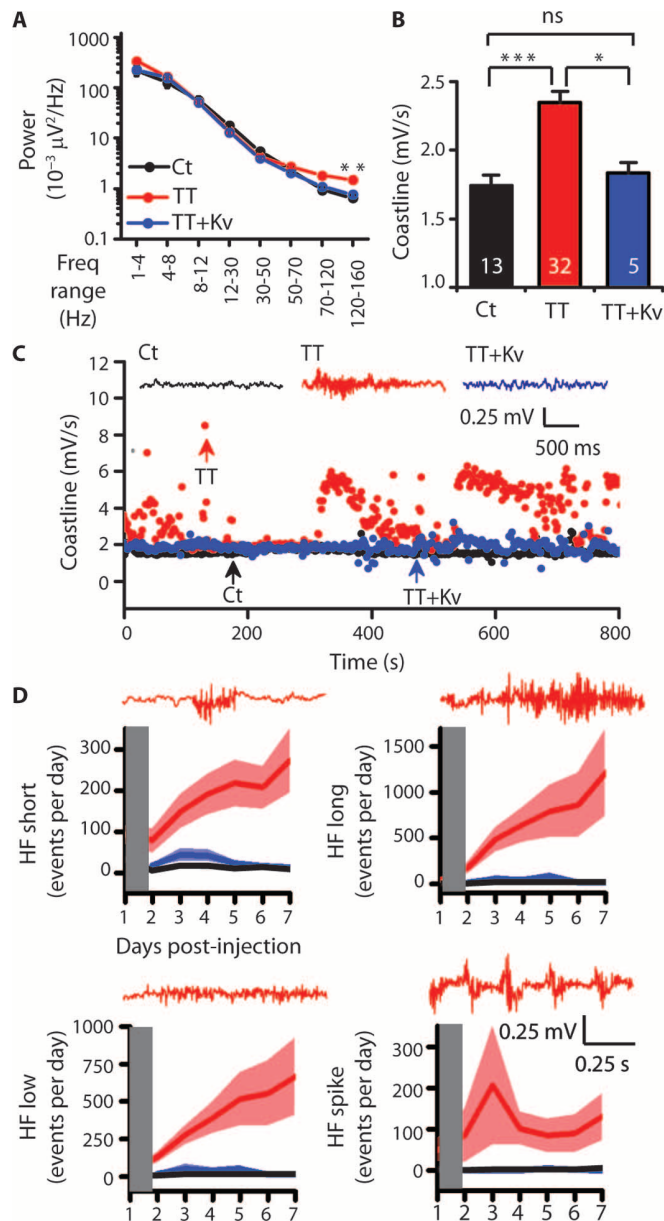 A
1000
100
10
1
0.1
Power
(10⁻³ μV²/Hz)
**
Ct
TT
TT+Kv
Freq
range
(Hz)
1-4
4-8
8-12
12-30
30-50
50-70
70-120
120-160
B
ns
***
*
2.5
2.0
1.5
1.0
Coastline (mV/s)
13
32
5
Ct
TT
TT+Kv
C
Ct
TT
TT+Kv
12
10
8
6
4
2
0
Coastline (mV/s)
0.25 mV
500 ms
TT
Ct
TT+Kv
0
200
400
600
800
Time (s)
D
HF short
(events per day)
300
200
100
0
1 2 3 4 5 6 7
Days post-injection
HF long
(events per day)
1500
1000
500
0
1 2 3 4 5 6 7
HF low
(events per day)
1000
750
500
250
0
1 2 3 4 5 6 7
HF spike
(events per day)
0.25 mV
0.25 s
300
200
100
0
1 2 3 4 5 6 7